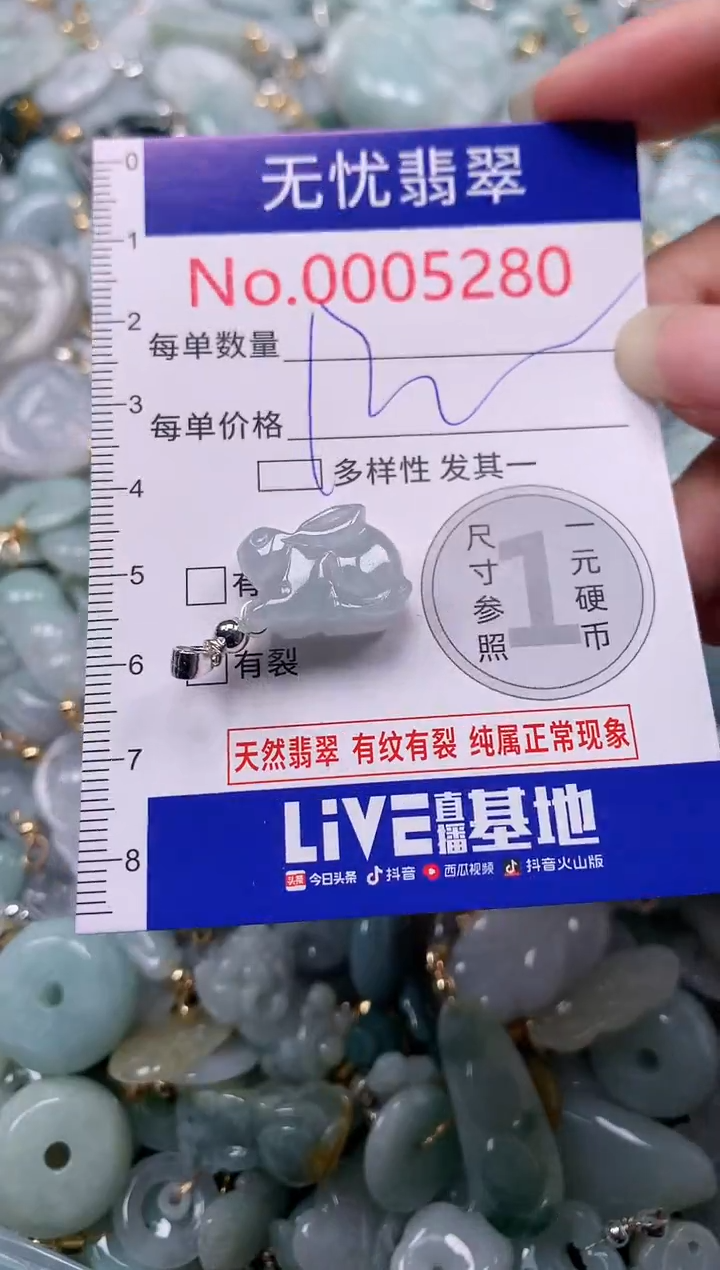 无忧翡翠
No.0005280
每单数量
每单价格
多样性 发其一
有
有裂
尺寸参照
1
一元硬币
天然翡翠 有纹有裂 纯属正常现象
LiVE直播基地
头条 今日头条 抖音 西瓜视频 抖音火山版
0
1
2
3
4
5
6
7
8